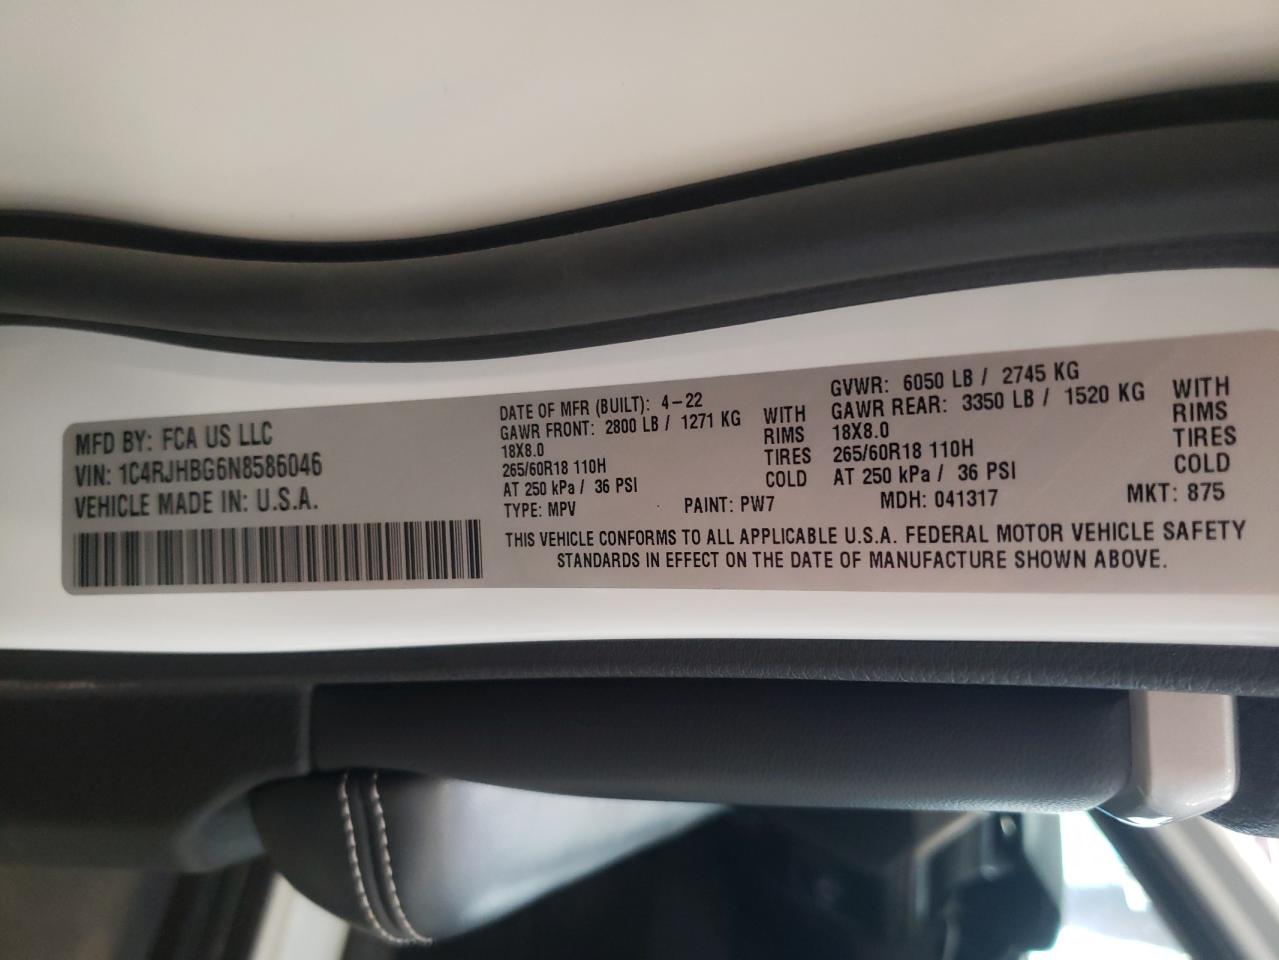 MFD BY: FCA US LLC
VIN: 1C4RJHBG6N8586046
VEHICLE MADE IN: U.S.A.
DATE OF MFR (BUILT): 4-22
GAWR FRONT: 2800 LB / 1271 KG WITH
18X8.0 RIMS
265/60R18 110H TIRES
AT 250 kPa / 36 PSI COLD
GVWR: 6050 LB / 2745 KG
GAWR REAR: 3350 LB / 1520 KG WITH
18X8.0 RIMS
265/60R18 110H TIRES
AT 250 kPa / 36 PSI COLD
TYPE: MPV PAINT: PW7 MDH: 041317 MKT: 875
THIS VEHICLE CONFORMS TO ALL APPLICABLE U.S.A. FEDERAL MOTOR VEHICLE SAFETY
STANDARDS IN EFFECT ON THE DATE OF MANUFACTURE SHOWN ABOVE.